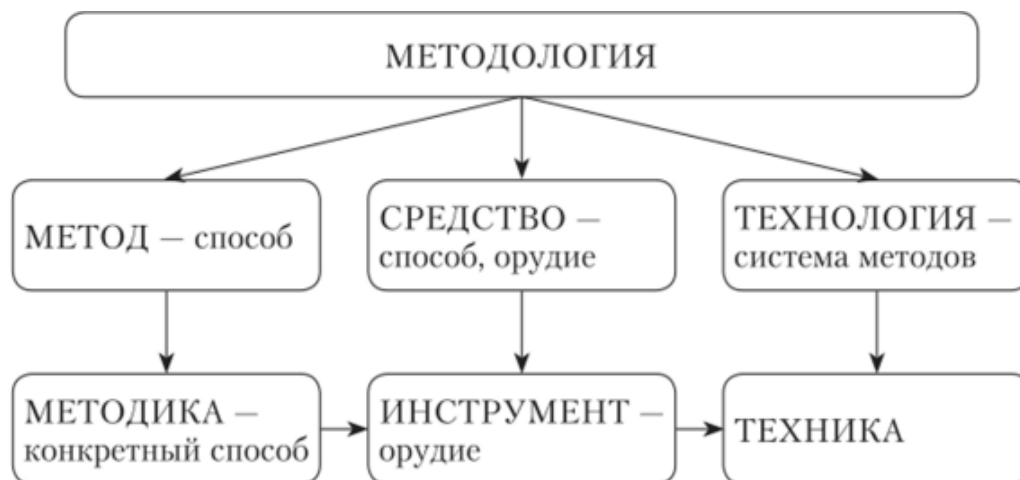 МЕТОДОЛОГИЯ
МЕТОД — способ
СРЕДСТВО —
способ, орудие
ТЕХНОЛОГИЯ —
система методов
МЕТОДИКА —
конкретный способ
ИНСТРУМЕНТ —
орудие
ТЕХНИКА